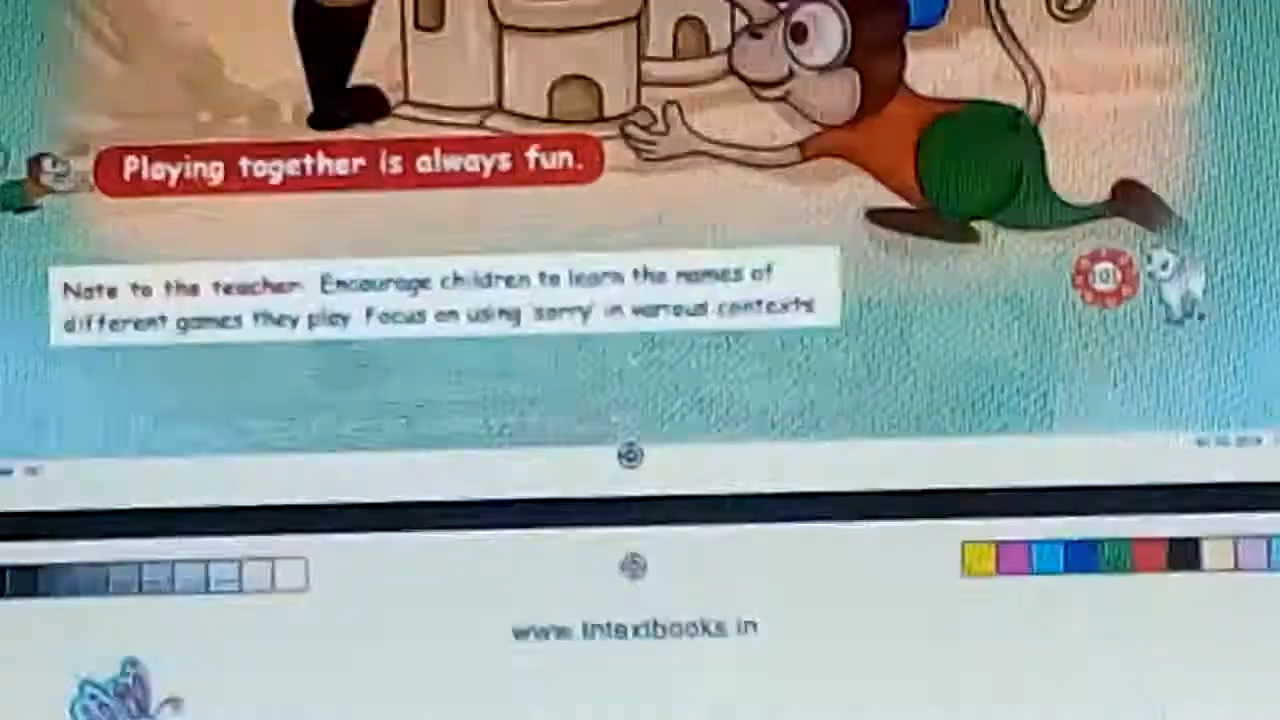 Playing together is always fun.
Note to the teacher Encourage children to learn the names of
different games they play Focus on using 'sorry' in various contexts
101
www.tntextbooks.in